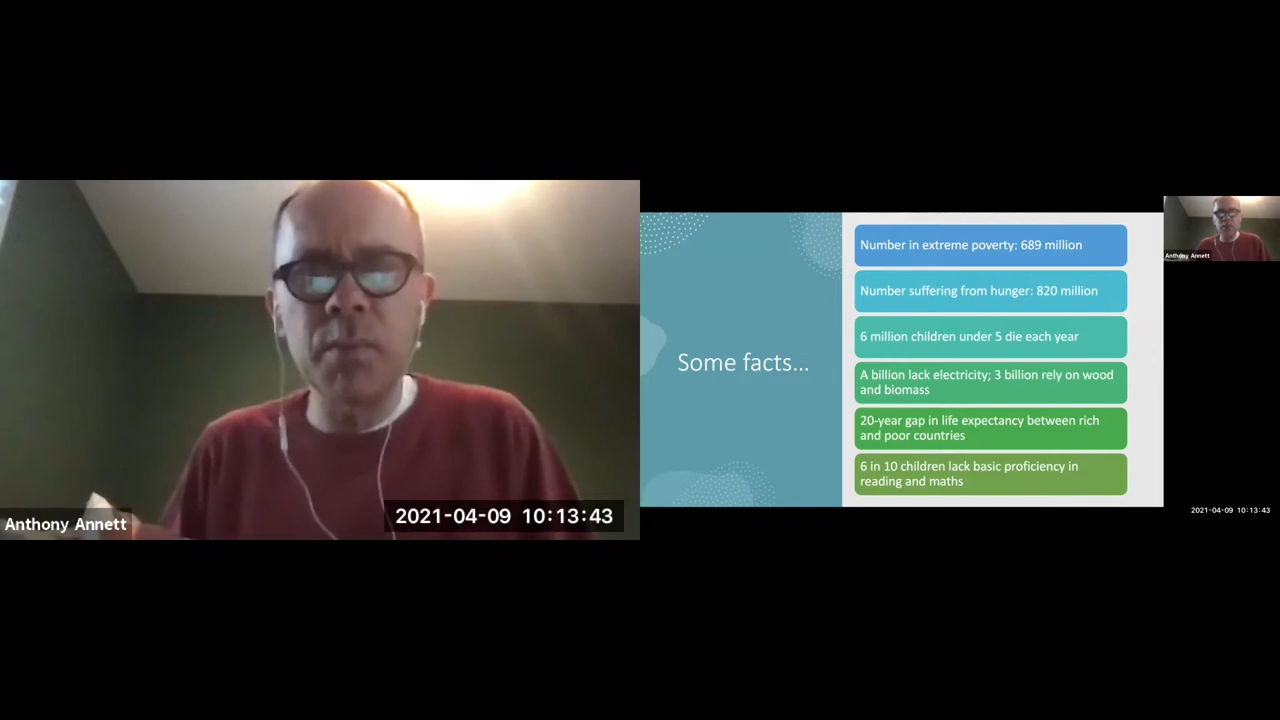 Anthony Annett
2021-04-09 10:13:43
Some facts...
Number in extreme poverty: 689 million
Number suffering from hunger: 820 million
6 million children under 5 die each year
A billion lack electricity; 3 billion rely on wood
and biomass
20-year gap in life expectancy between rich
and poor countries
6 in 10 children lack basic proficiency in
reading and maths
Anthony Annett
2021-04-09 10:13:43